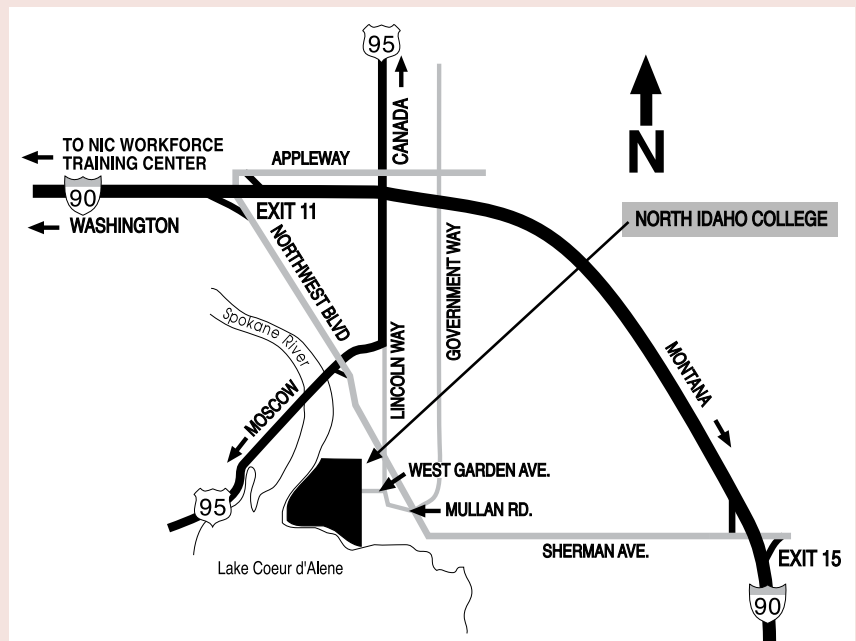 95
CANADA
N
TO NIC WORKFORCE
TRAINING CENTER
APPLEWAY
90
EXIT 11
WASHINGTON
NORTH IDAHO COLLEGE
NORTHWEST BLVD
GOVERNMENT WAY
Spokane River
LINCOLN WAY
MONTANA
MOSCOW
WEST GARDEN AVE.
95
MULLAN RD.
SHERMAN AVE.
EXIT 15
Lake Coeur d'Alene
90